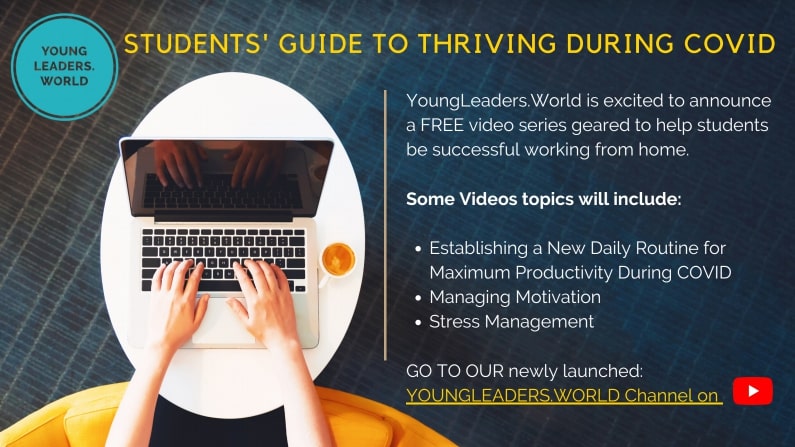 YOUNG
LEADERS.
WORLD
STUDENTS' GUIDE TO THRIVING DURING COVID
YoungLeaders.World is excited to announce
a FREE video series geared to help students
be successful working from home.
Some Videos topics will include:
• Establishing a New Daily Routine for
Maximum Productivity During COVID
• Managing Motivation
• Stress Management
GO TO OUR newly launched:
YOUNGLEADERS.WORLD Channel on